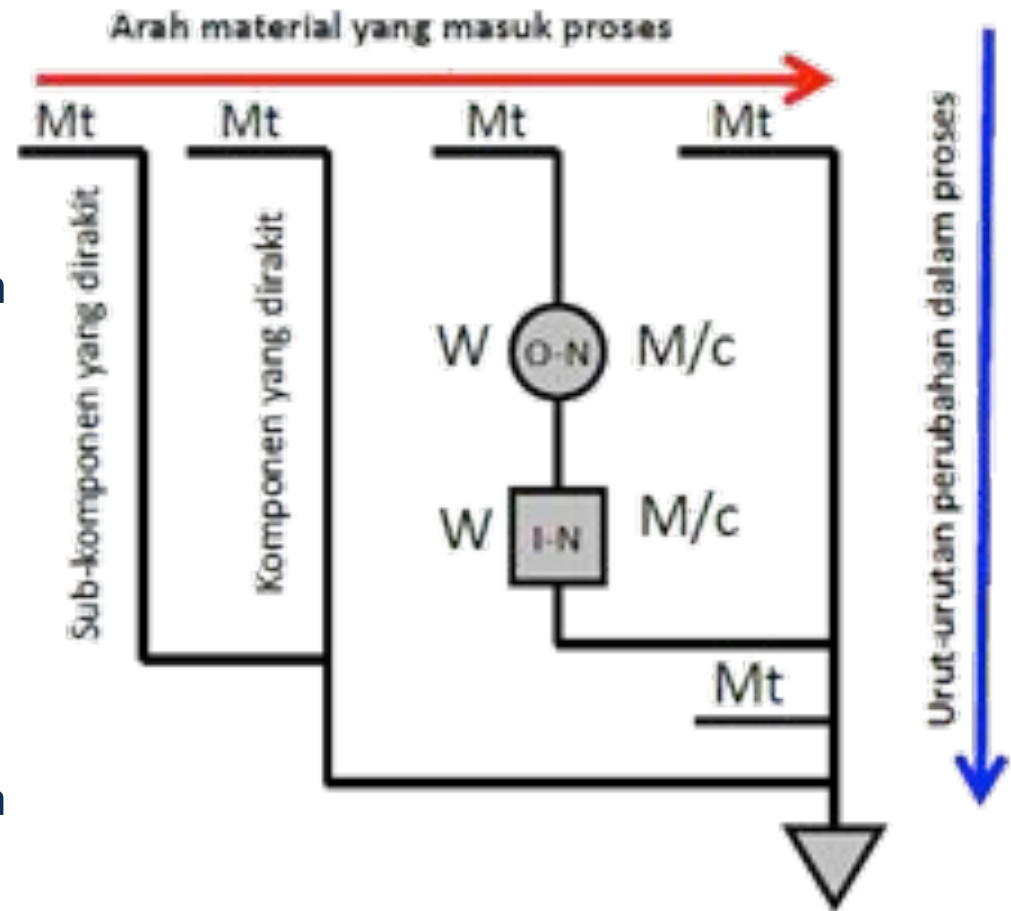 Arah material yang masuk proses
Mt Mt Mt Mt
Sub-komponen yang dirakit
Komponen yang dirakit
W O-N M/c
W I-N M/c
Mt
Urut-urutan perubahan dalam proses
n
n